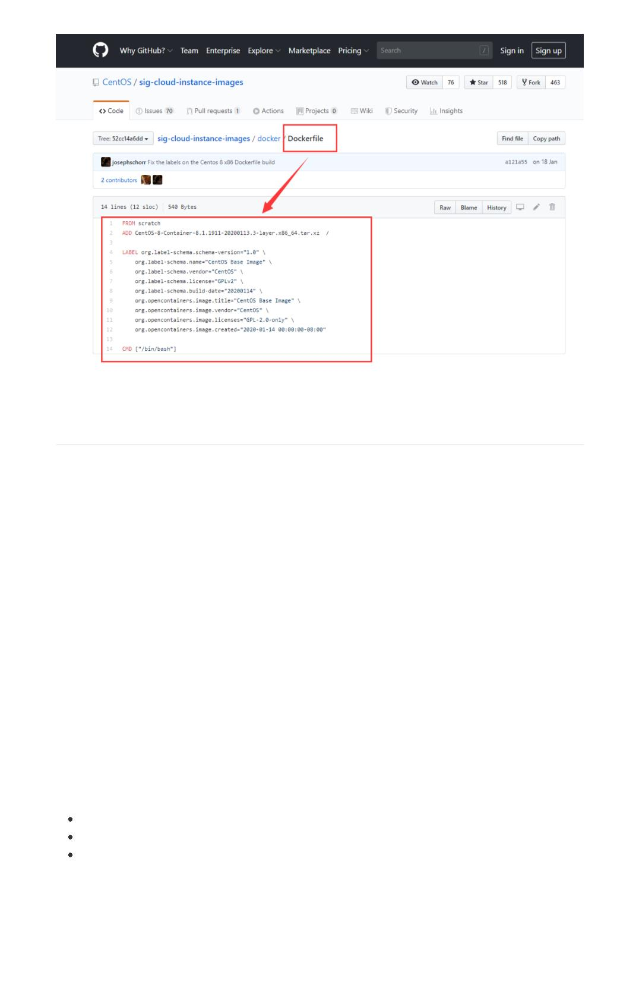 Why GitHub? Team Enterprise Explore Marketplace Pricing Search / Sign in Sign up
CentOS / sig-cloud-instance-images Watch 76 Star 518 Fork 463
Code Issues 70 Pull requests 1 Actions Projects 0 Wiki Security Insights
Tree: 52cc14a6dd sig-cloud-instance-images / docker / Dockerfile Find file Copy path
josephschorr Fix the labels on the Centos 8 x86 Dockerfile build a121a55 on 18 Jan
2 contributors
14 lines (12 sloc) 540 Bytes Raw Blame History
1 FROM scratch
2 ADD CentOS-8-Container-8.1.1911-20200113.3-layer.x86_64.tar.xz /
3
4 LABEL org.label-schema.schema-version="1.0" \
5 org.label-schema.name="CentOS Base Image" \
6 org.label-schema.vendor="CentOS" \
7 org.label-schema.license="GPLv2" \
8 org.label-schema.build-date="20200114" \
9 org.opencontainers.image.title="CentOS Base Image" \
10 org.opencontainers.image.vendor="CentOS" \
11 org.opencontainers.image.licenses="GPL-2.0-only" \
12 org.opencontainers.image.created="2020-01-14 00:00:00-08:00"
13
14 CMD ["/bin/bash"]